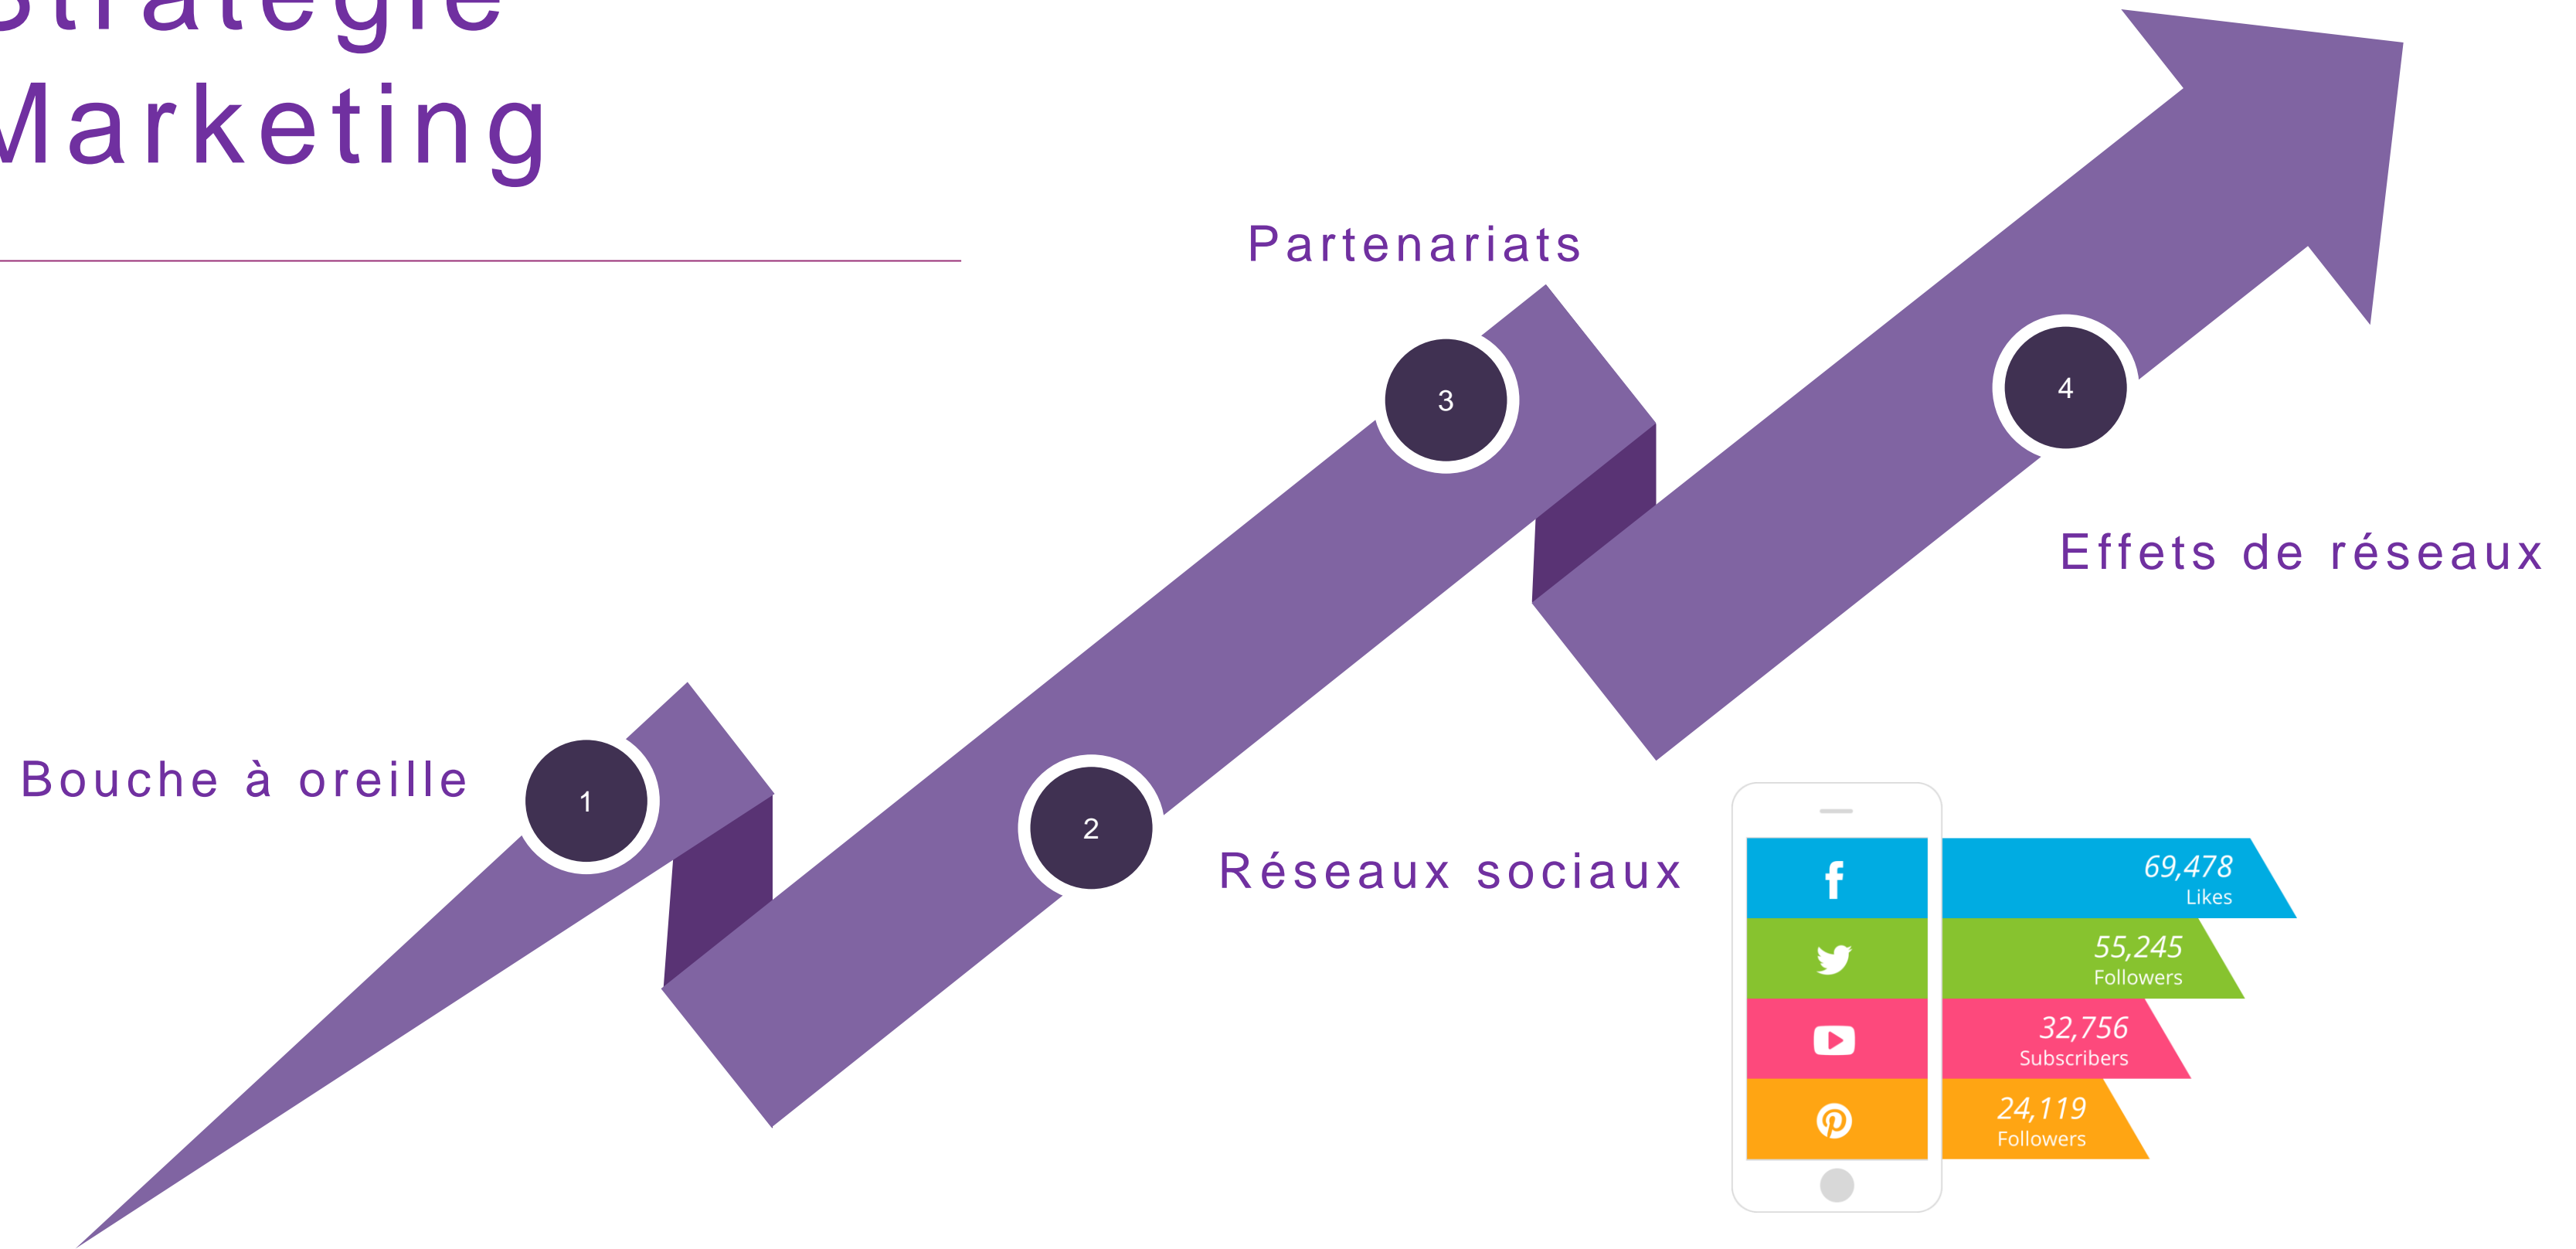 Stratégie
Marketing
Partenariats
3
4
Effets de réseaux
Bouche à oreille
1
2
Réseaux sociaux
69,478
Likes
55,245
Followers
32,756
Subscribers
24,119
Followers